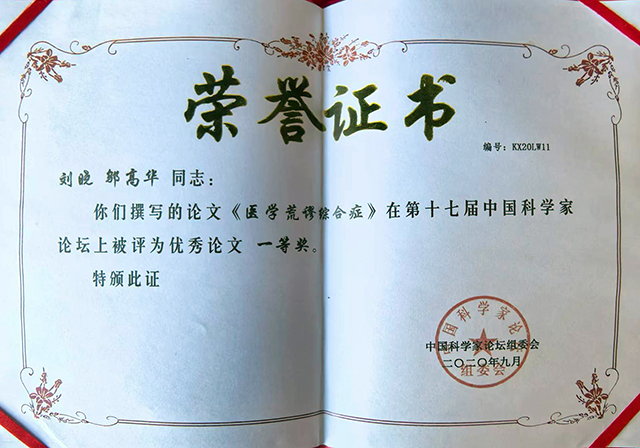 荣誉证书
编号：KX20LW11
刘晓 邬高华 同志：
你们撰写的论文《医学荒谬综合症》在第十七届中国科学家
论坛上被评为优秀论文 一等奖。
特颁此证
中国科学家论坛组委会
二〇二〇年九月
中国科学家论坛
组委会